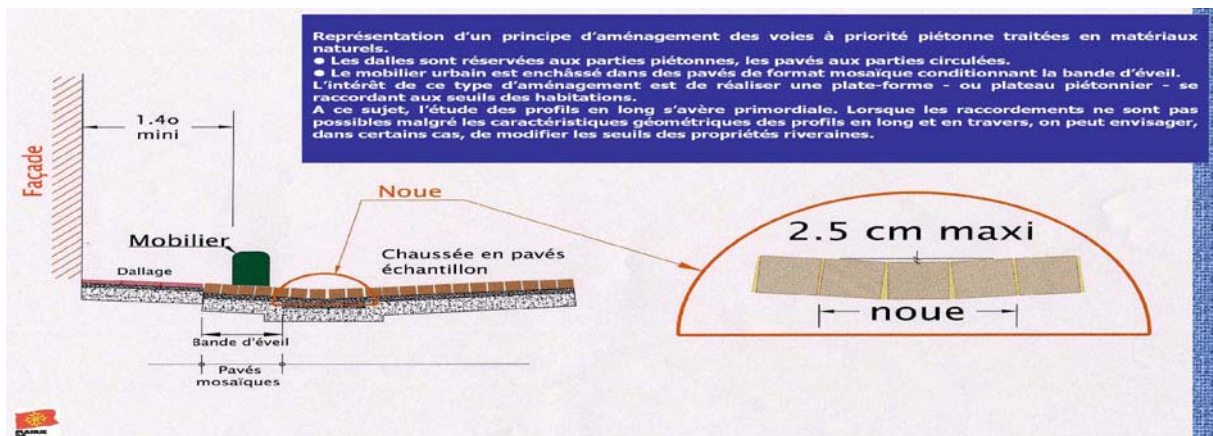 Représentation d'un principe d'aménagement des voies à priorité piétonne traitées en matériaux
naturels.
● Les dalles sont réservées aux parties piétonnes, les pavés aux parties circulées.
● Le mobilier urbain est enchâssé dans des pavés de format mosaïque conditionnant la bande d'éveil.
L'intérêt de ce type d'aménagement est de réaliser une plate-forme - ou plateau piétonnier - se
raccordant aux seuils des habitations.
A ce sujet, l'étude des profils en long s'avère primordiale. Lorsque les raccordements ne sont pas
possibles malgré les caractéristiques géométriques des profils en long et en travers, on peut envisager,
dans certains cas, de modifier les seuils des propriétés riveraines.
1.40
mini
Façade
Noue
Mobilier
Dallage
Chaussée en pavés
échantillon
Bande d'éveil
Pavés
mosaïques
2.5 cm maxi
noue
MAIRIE